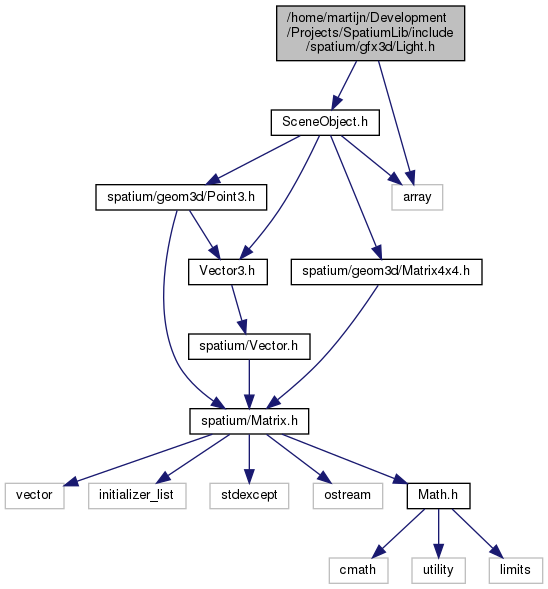 /home/martijn/Development
/Projects/SpatiumLib/include
/spatium/gfx3d/Light.h
SceneObject.h
spatium/geom3d/Point3.h
array
Vector3.h
spatium/geom3d/Matrix4x4.h
spatium/Vector.h
spatium/Matrix.h
vector
initializer_list
stdexcept
ostream
Math.h
cmath
utility
limits